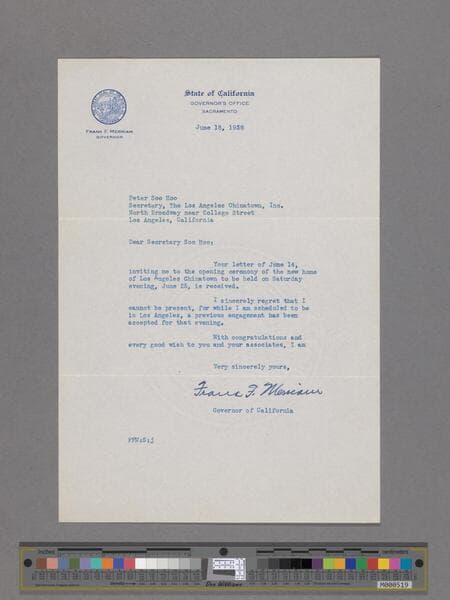 State of California
GOVERNOR'S OFFICE
SACRAMENTO
FRANK F. MERRIAM
GOVERNOR
June 18, 1938
Peter Soo Hoo
Secretary, The Los Angeles Chinatown, Inc.
North Broadway near College Street
Los Angeles, California
Dear Secretary Soo Hoo:
Your letter of June 14,
inviting me to the opening ceremony of the new home
of Los Angeles Chinatown to be held on Saturday
evening, June 25, is received.
I sincerely regret that I
cannot be present, for while I am scheduled to be
in Los Angeles, a previous engagement has been
accepted for that evening.
With congratulations and
every good wish to you and your associates, I am
Very sincerely yours,
Frank F. Merriam
Governor of California
inches
centimeters
Don Williams
M000519